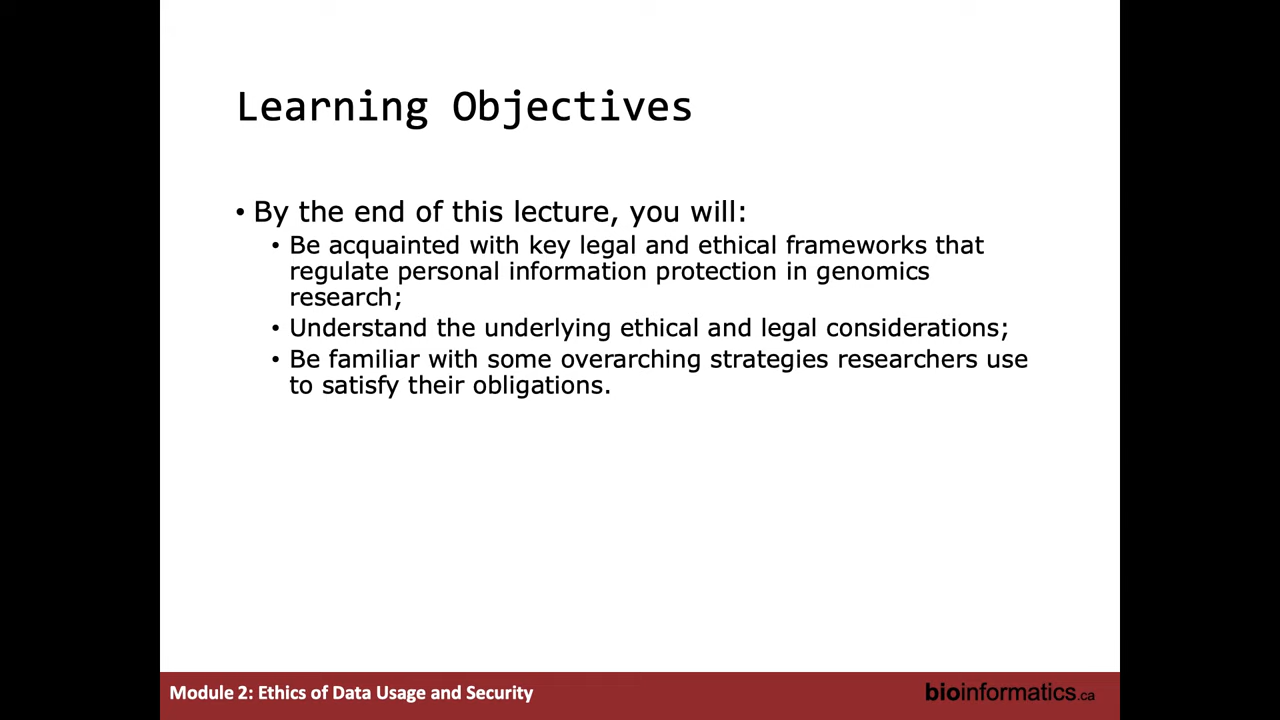 Learning Objectives
• By the end of this lecture, you will:
• Be acquainted with key legal and ethical frameworks that
regulate personal information protection in genomics
research;
• Understand the underlying ethical and legal considerations;
• Be familiar with some overarching strategies researchers use
to satisfy their obligations.
Module 2: Ethics of Data Usage and Security
bioinformatics.ca